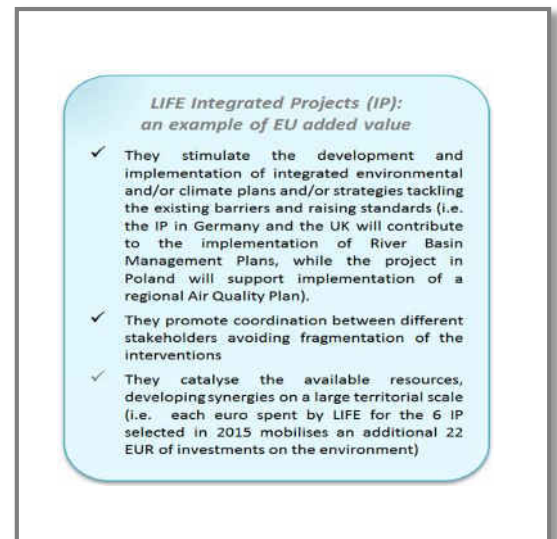 LIFE Integrated Projects (IP):
an example of EU added value
✓ They stimulate the development and
implementation of integrated environmental
and/or climate plans and/or strategies tackling
the existing barriers and raising standards (i.e.
the IP in Germany and the UK will contribute
to the implementation of River Basin
Management Plans, while the project in
Poland will support implementation of a
regional Air Quality Plan).
✓ They promote coordination between different
stakeholders avoiding fragmentation of the
interventions
✓ They catalyse the available resources,
developing synergies on a large territorial scale
(i.e. each euro spent by LIFE for the 6 IP
selected in 2015 mobilises an additional 22
EUR of investments on the environment)